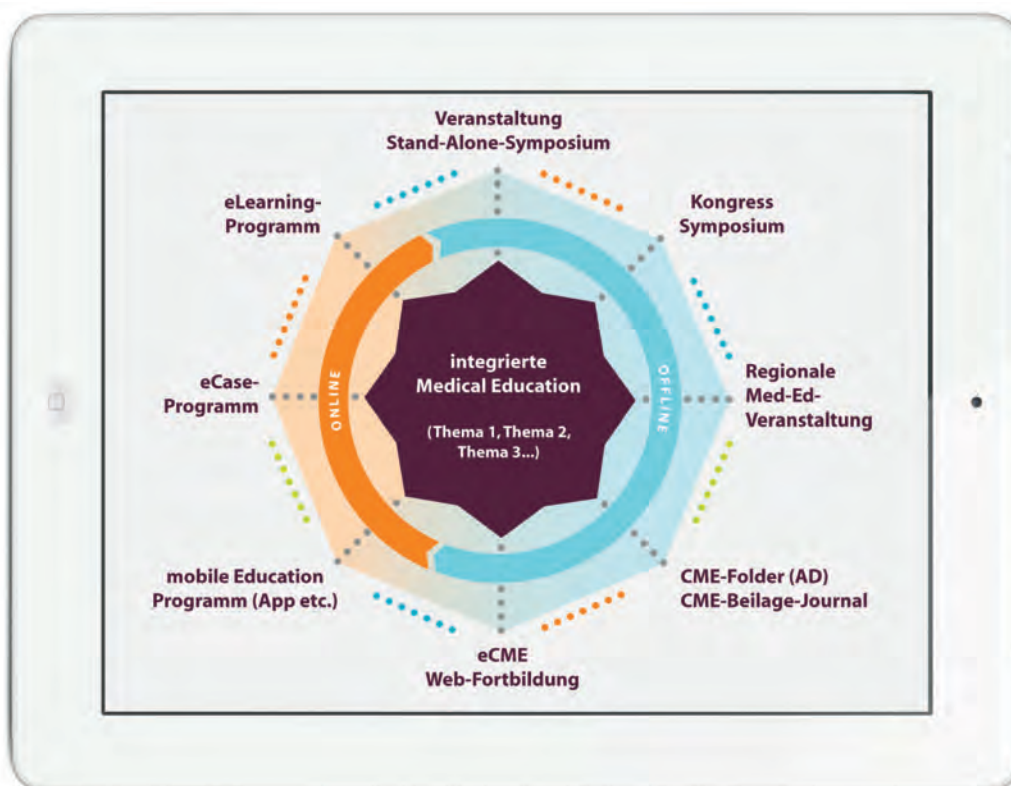 Veranstaltung
Stand-Alone-Symposium
Kongress
Symposium
Regionale
Med-Ed-
Veranstaltung
CME-Folder (AD)
CME-Beilage-Journal
eCME
Web-Fortbildung
mobile Education
Programm (App etc.)
eCase-
Programm
eLearning-
Programm
ONLINE
OFFLINE
integrierte
Medical Education
(Thema 1, Thema 2,
Thema 3...)